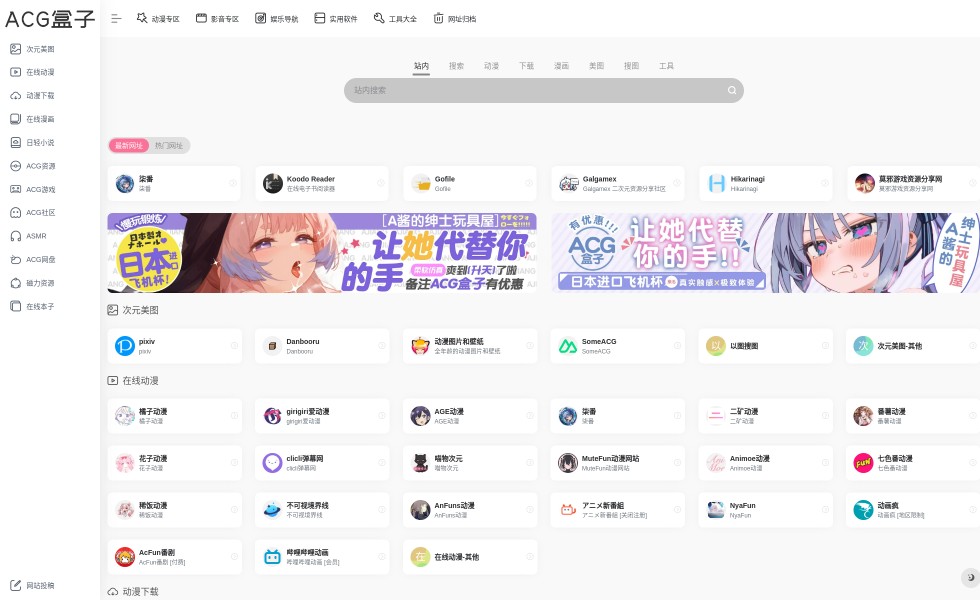 ACG盒子
动漫专区
影音专区
娱乐导航
实用软件
工具大全
网址归档
次元美图
在线动漫
动漫下载
在线漫画
日轻小说
ACG资源
ACG游戏
ACG社区
ASMR
ACG网盘
磁力资源
在线本子
网站投稿
站内
搜索
动漫
下载
漫画
美图
搜图
工具
站内搜索
最新网址
热门网址
柒番
柒番
Koodo Reader
在线电子书阅读器
Gofile
Gofile
Galgamex
Galgamex 二次元资源分享社区
Hikarinagi
Hikarinagi
莫邪游戏资源分享网
莫邪游戏资源分享网
日本製オナホール
日本进口
飞机杯!
[A酱的绅士玩具屋]
让她代替你
的手
柔软仿真
爽到(升天)了啦
备注ACG盒子有优惠
有优惠!!
ACG
盒子
让她代替
你的手!!
日本进口飞机杯
真实触感×极致体验
A酱的
绅士玩具屋
次元美图
pixiv
pixiv
Danbooru
Danbooru
动漫图片和壁纸
全年龄的动漫图片和壁纸
SomeACG
SomeACG
以
以图搜图
次
次元美图-其他
在线动漫
橘子动漫
橘子动漫
girigiri爱动漫
girigiri爱动漫
AGE动漫
AGE动漫
柒番
柒番
二矿动漫
二矿动漫
番薯动漫
番薯动漫
花子动漫
花子动漫
clicli弹幕网
clicli弹幕网
喵物次元
喵物次元
MuteFun动漫网站
MuteFun动漫网站
Animoe动漫
Animoe动漫
FUN
七色番动漫
七色番动漫
稀饭动漫
稀饭动漫
不可视境界线
不可视境界线
AnFuns动漫
AnFuns动漫
アニメ新番組
アニメ新番組 [关闭注册]
NyaFun
NyaFun
动画疯
动画疯 [地区限制]
AcFun番剧
AcFun番剧 [付费]
哔哩哔哩动画
哔哩哔哩动画 [会员]
在
在线动漫-其他
动漫下载